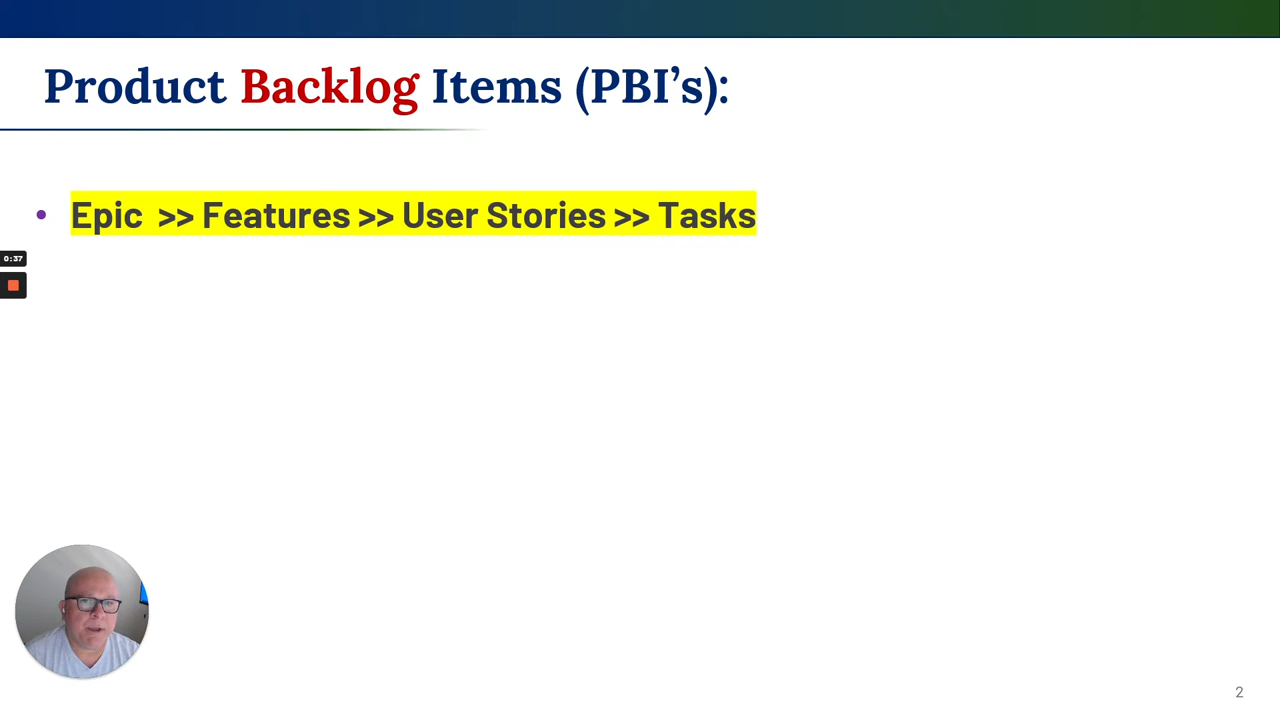 Product Backlog Items (PBI’s):
• Epic >> Features >> User Stories >> Tasks
0:37
2